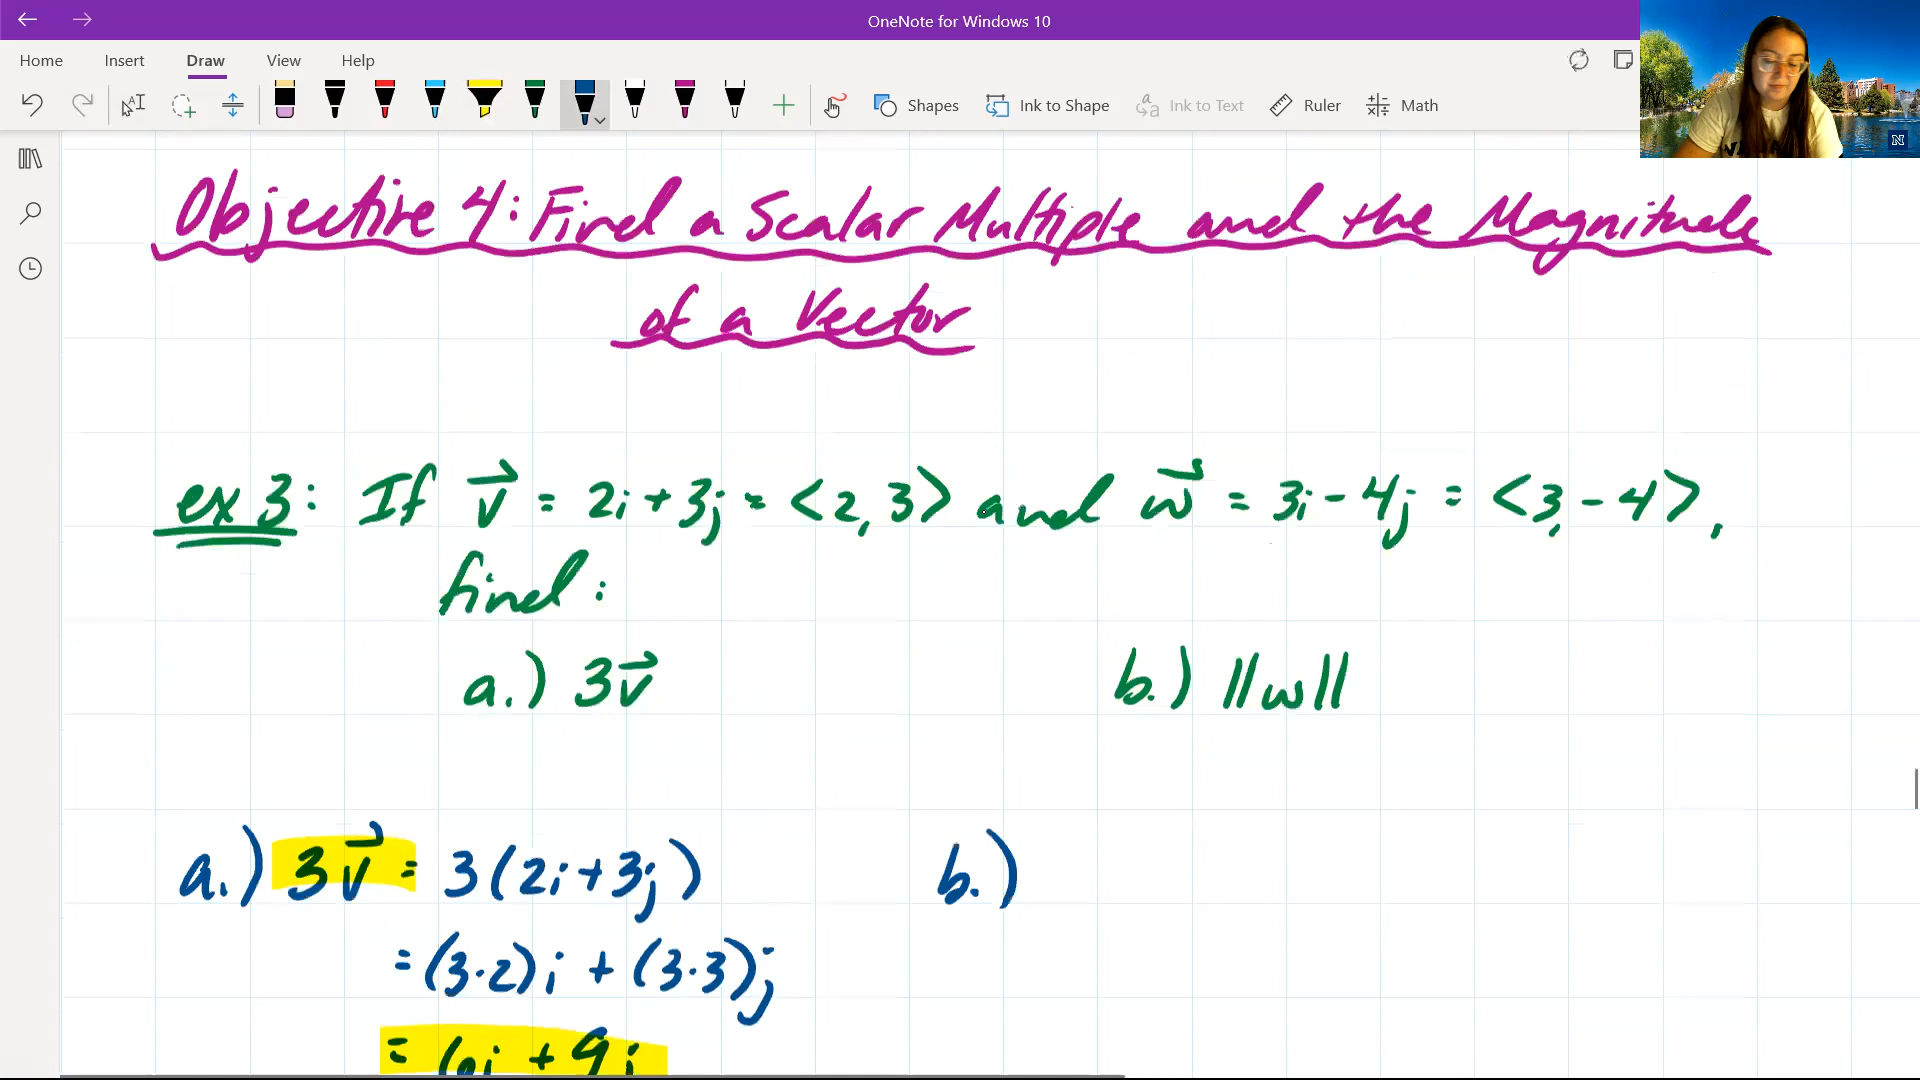 OneNote for Windows 10
Home Insert Draw View Help
Shapes Ink to Shape Ink to Text Ruler Math
N
Objective 4: Find a Scalar Multiple and the Magnitude
of a Vector
ex 3: If v⃗ = 2i + 3j = <2, 3> and w⃗ = 3i - 4j = <3, -4>,
find:
a.) 3v⃗ b.) ||w||
a.) 3v⃗ = 3(2i+3j) b.)
= (3·2)i + (3·3)j
= 6i + 9j